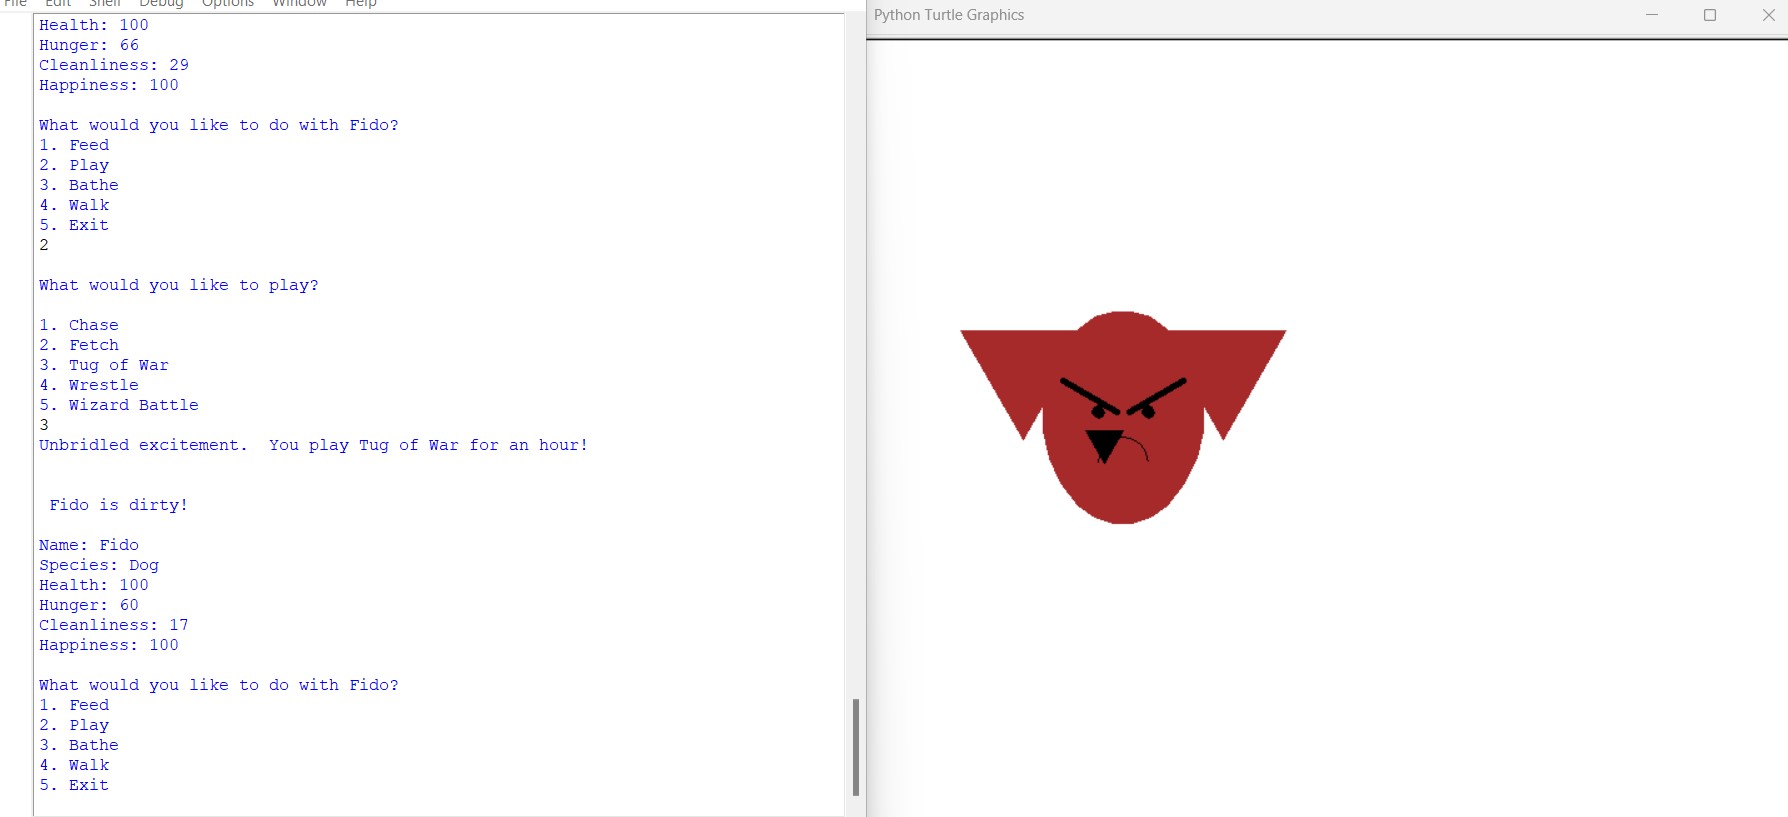 File Edit Shell Debug Options Window Help
Health: 100
Hunger: 66
Cleanliness: 29
Happiness: 100
What would you like to do with Fido?
1. Feed
2. Play
3. Bathe
4. Walk
5. Exit
2
What would you like to play?
1. Chase
2. Fetch
3. Tug of War
4. Wrestle
5. Wizard Battle
3
Unbridled excitement.  You play Tug of War for an hour!
Fido is dirty!
Name: Fido
Species: Dog
Health: 100
Hunger: 60
Cleanliness: 17
Happiness: 100
What would you like to do with Fido?
1. Feed
2. Play
3. Bathe
4. Walk
5. Exit
Python Turtle Graphics